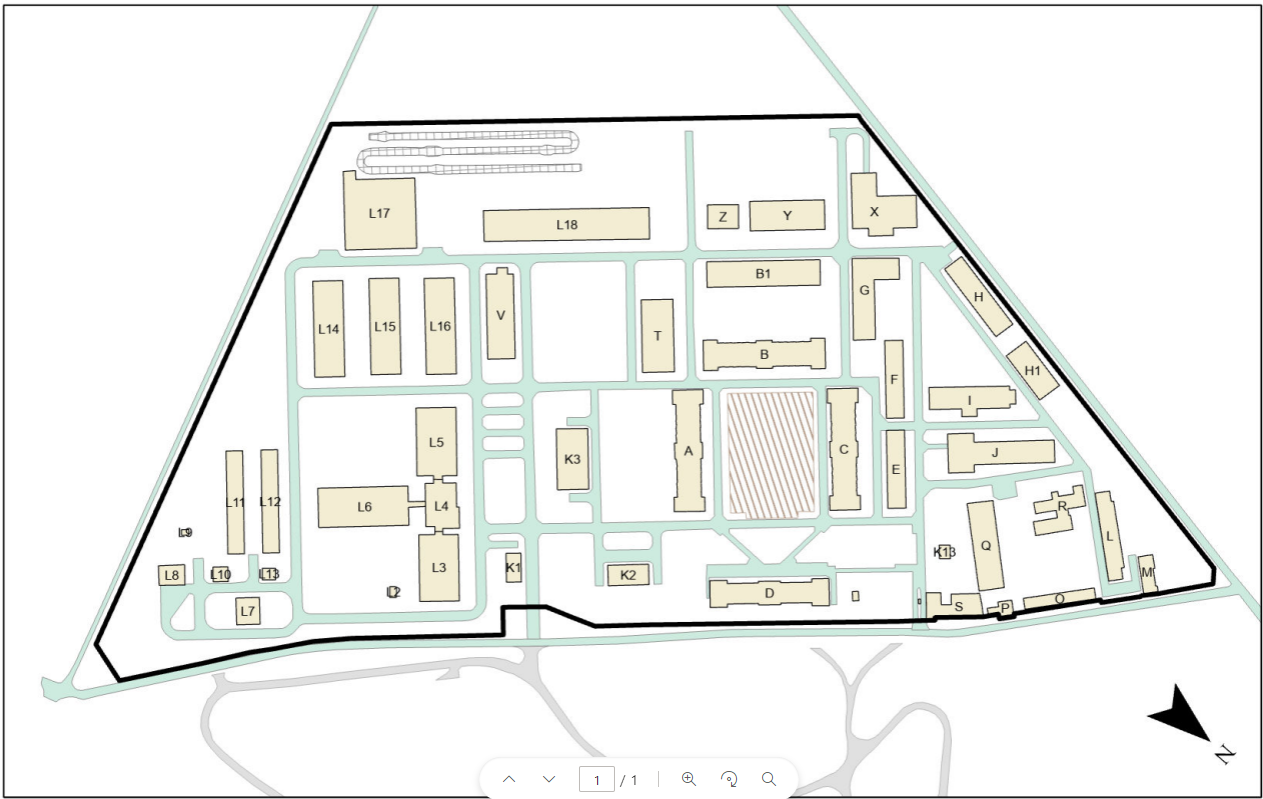 L17
L18
Z
Y
X
B1
G
H
L14
L15
L16
V
T
B
H1
F
I
L5
K3
A
C
E
J
L11
L12
L6
L4
R
Q
L
L9
K13
L8
L10
L13
L3
K1
K2
M
L2
D
L7
S
P
O
N
1 / 1